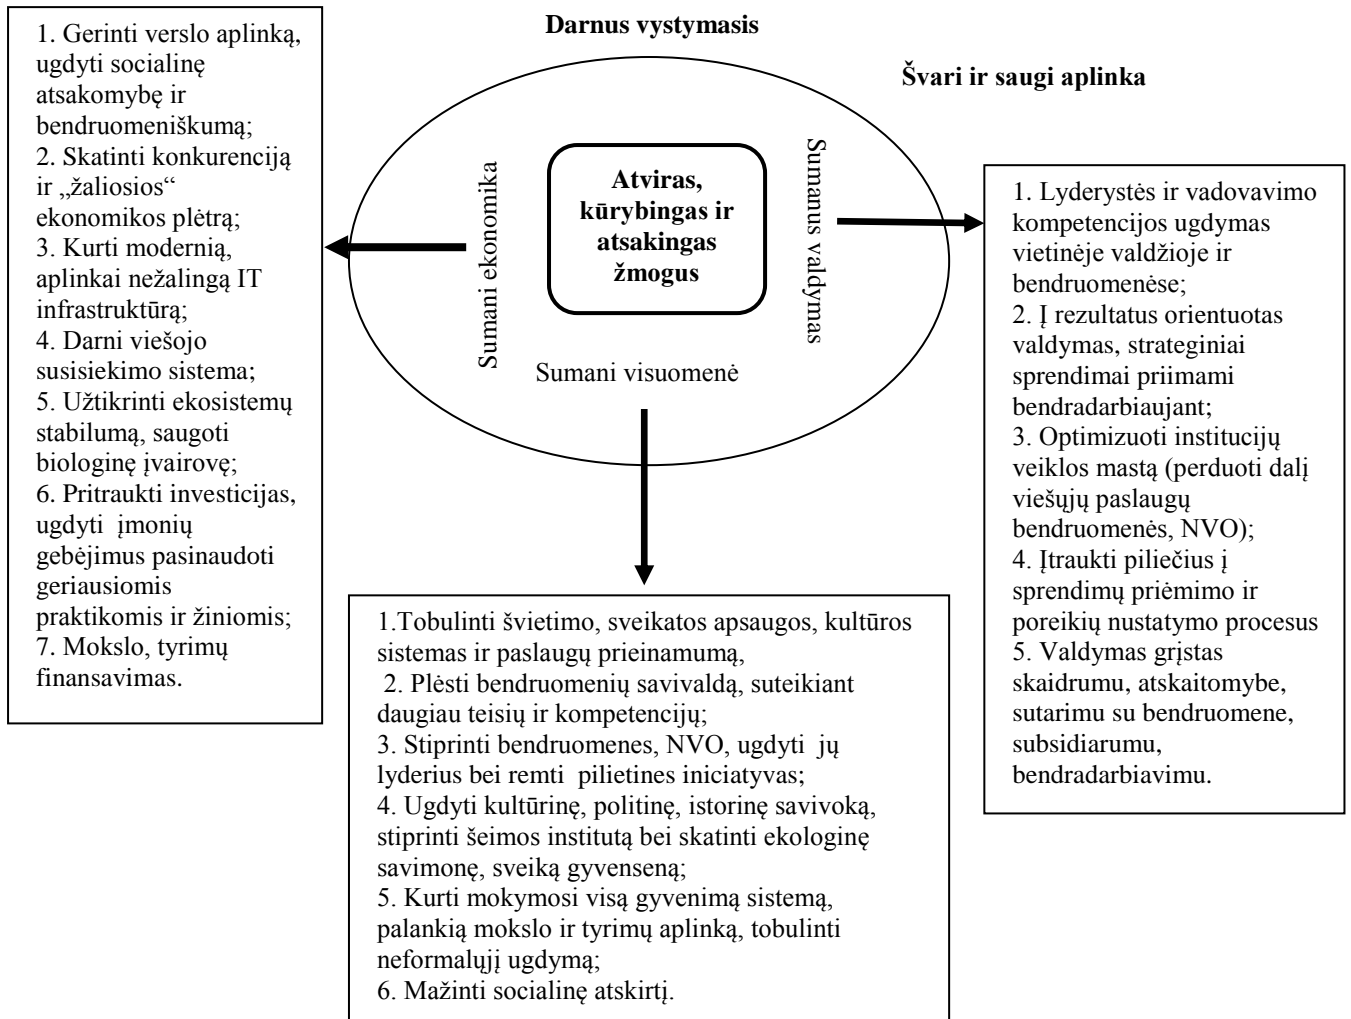 Darnus vystymasis
Švari ir saugi aplinka
1. Gerinti verslo aplinką,
ugdyti socialinę
atsakomybę ir
bendruomeniškumą;
2. Skatinti konkurenciją
ir „žaliosios“
ekonomikos plėtrą;
3. Kurti modernią,
aplinkai nežalingą IT
infrastruktūrą;
4. Darni viešojo
susisiekimo sistema;
5. Užtikrinti ekosistemų
stabilumą, saugoti
biologinę įvairovę;
6. Pritraukti investicijas,
ugdyti įmonių
gebėjimus pasinaudoti
geriausiomis
praktikomis ir žiniomis;
7. Mokslo, tyrimų
finansavimas.
Sumani ekonomika
Atviras,
kūrybingas ir
atsakingas
žmogus
Sumanus valdymas
Sumani visuomenė
1. Lyderystės ir vadovavimo
kompetencijos ugdymas
vietinėje valdžioje ir
bendruomenėse;
2. Į rezultatus orientuotas
valdymas, strateginiai
sprendimai priimami
bendradarbiaujant;
3. Optimizuoti institucijų
veiklos mastą (perduoti dalį
viešųjų paslaugų
bendruomenės, NVO);
4. Įtraukti piliečius į
sprendimų priėmimo ir
poreikių nustatymo procesus
5. Valdymas grįstas
skaidrumu, atskaitomybe,
sutarimu su bendruomene,
subsidiarumu,
bendradarbiavimu.
1.Tobulinti švietimo, sveikatos apsaugos, kultūros
sistemas ir paslaugų prieinamumą,
2. Plėsti bendruomenių savivaldą, suteikiant
daugiau teisių ir kompetencijų;
3. Stiprinti bendruomenes, NVO, ugdyti jų
lyderius bei remti pilietines iniciatyvas;
4. Ugdyti kultūrinę, politinę, istorinę savivoką,
stiprinti šeimos institutą bei skatinti ekologinę
savimonę, sveiką gyvenseną;
5. Kurti mokymosi visą gyvenimą sistemą,
palankią mokslo ir tyrimų aplinką, tobulinti
neformalųjį ugdymą;
6. Mažinti socialinę atskirtį.